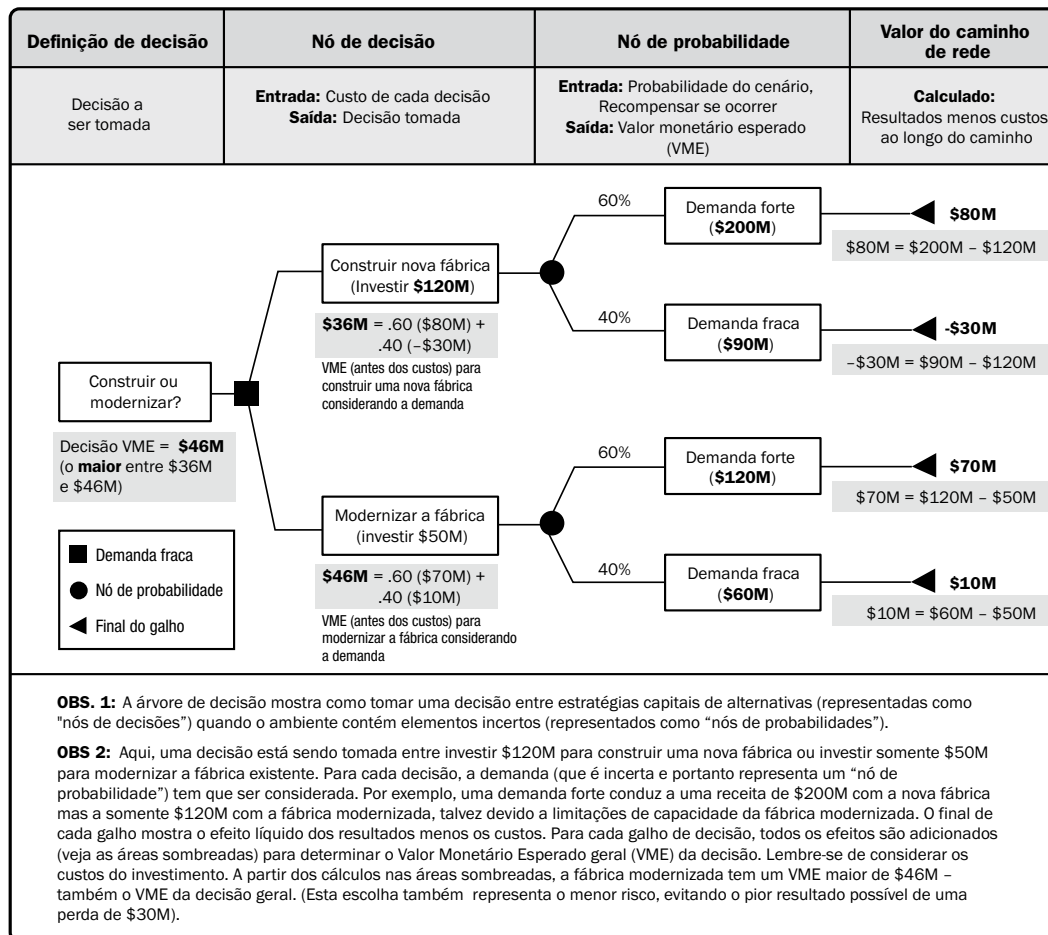 Definição de decisão
Nó de decisão
Nó de probabilidade
Valor do caminho
de rede
Decisão a
ser tomada
Entrada: Custo de cada decisão
Saída: Decisão tomada
Entrada: Probabilidade do cenário,
Recompensar se ocorrer
Saída: Valor monetário esperado
(VME)
Calculado:
Resultados menos custos
ao longo do caminho
60%
Demanda forte
($200M)
$80M
$80M = $200M – $120M
Construir nova fábrica
(Investir $120M)
$36M = .60 ($80M) +
.40 (–$30M)
VME (antes dos custos) para
construir uma nova fábrica
considerando a demanda
40%
Demanda fraca
($90M)
-$30M
–$30M = $90M – $120M
Construir ou
modernizar?
Decisão VME = $46M
(o maior entre $36M
e $46M)
60%
Demanda forte
($120M)
$70M
$70M = $120M – $50M
Modernizar a fábrica
(investir $50M)
$46M = .60 ($70M) +
.40 ($10M)
VME (antes dos custos) para
modernizar a fábrica considerando
a demanda
40%
Demanda fraca
($60M)
$10M
$10M = $60M – $50M
Demanda fraca
Nó de probabilidade
Final do galho
OBS. 1: A árvore de decisão mostra como tomar uma decisão entre estratégias capitais de alternativas (representadas como
"nós de decisões”) quando o ambiente contém elementos incertos (representados como “nós de probabilidades”).
OBS 2: Aqui, uma decisão está sendo tomada entre investir $120M para construir uma nova fábrica ou investir somente $50M
para modernizar a fábrica existente. Para cada decisão, a demanda (que é incerta e portanto representa um “nó de
probabilidade”) tem que ser considerada. Por exemplo, uma demanda forte conduz a uma receita de $200M com a nova fábrica
mas a somente $120M com a fábrica modernizada, talvez devido a limitações de capacidade da fábrica modernizada. O final de
cada galho mostra o efeito líquido dos resultados menos os custos. Para cada galho de decisão, todos os efeitos são adicionados
(veja as áreas sombreadas) para determinar o Valor Monetário Esperado geral (VME) da decisão. Lembre-se de considerar os
custos do investimento. A partir dos cálculos nas áreas sombreadas, a fábrica modernizada tem um VME maior de $46M –
também o VME da decisão geral. (Esta escolha também representa o menor risco, evitando o pior resultado possível de uma
perda de $30M).